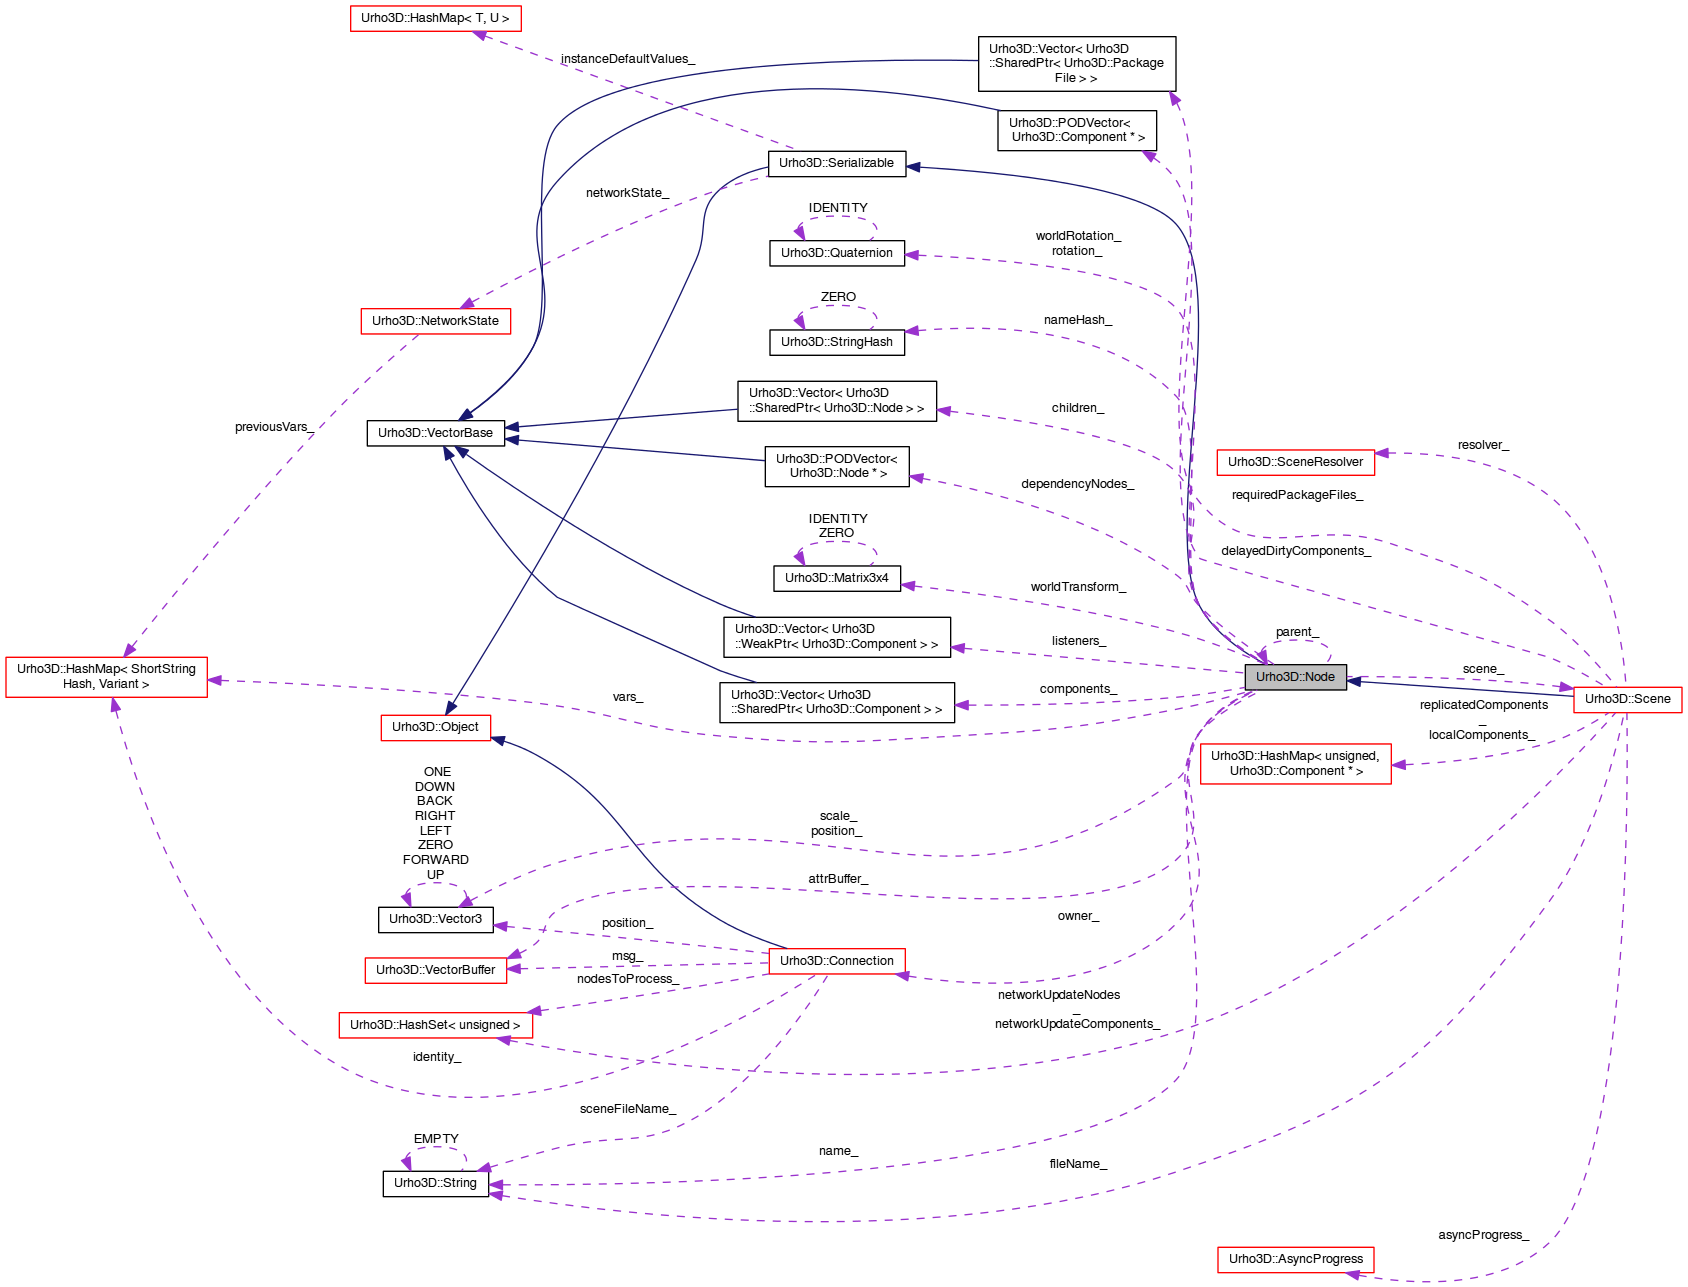 Urho3D::HashMap< T, U >
instanceDefaultValues_
Urho3D::Vector< Urho3D
::SharedPtr< Urho3D::Package
File > >
Urho3D::PODVector<
Urho3D::Component * >
Urho3D::Serializable
networkState_
IDENTITY
Urho3D::Quaternion
worldRotation_
rotation_
ZERO
Urho3D::StringHash
nameHash_
Urho3D::NetworkState
previousVars_
Urho3D::VectorBase
Urho3D::Vector< Urho3D
::SharedPtr< Urho3D::Node > >
children_
Urho3D::PODVector<
Urho3D::Node * >
dependencyNodes_
Urho3D::SceneResolver
resolver_
requiredPackageFiles_
IDENTITY
ZERO
Urho3D::Matrix3x4
worldTransform_
delayedDirtyComponents_
Urho3D::Vector< Urho3D
::WeakPtr< Urho3D::Component > >
listeners_
parent_
Urho3D::Node
scene_
Urho3D::Scene
Urho3D::HashMap< ShortString
Hash, Variant >
vars_
Urho3D::Vector< Urho3D
::SharedPtr< Urho3D::Component > >
components_
Urho3D::Object
replicatedComponents
_
localComponents_
Urho3D::HashMap< unsigned,
Urho3D::Component * >
ONE
DOWN
BACK
RIGHT
LEFT
ZERO
FORWARD
UP
Urho3D::Vector3
scale_
position_
attrBuffer_
owner_
position_
Urho3D::Connection
msg_
Urho3D::VectorBuffer
nodesToProcess_
Urho3D::HashSet< unsigned >
networkUpdateNodes
_
networkUpdateComponents_
identity_
sceneFileName_
EMPTY
Urho3D::String
name_
fileName_
asyncProgress_
Urho3D::AsyncProgress